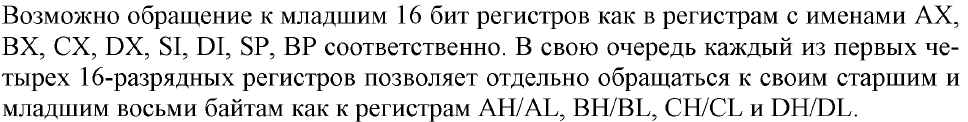 Возможно обращение к младшим 16 бит регистров как в регистрам с именами AX,
BX, CX, DX, SI, DI, SP, BP соответственно. В свою очередь каждый из первых че-
тырех 16-разрядных регистров позволяет отдельно обращаться к своим старшим и
младшим восьми байтам как к регистрам AH/AL, BH/BL, CH/CL и DH/DL.